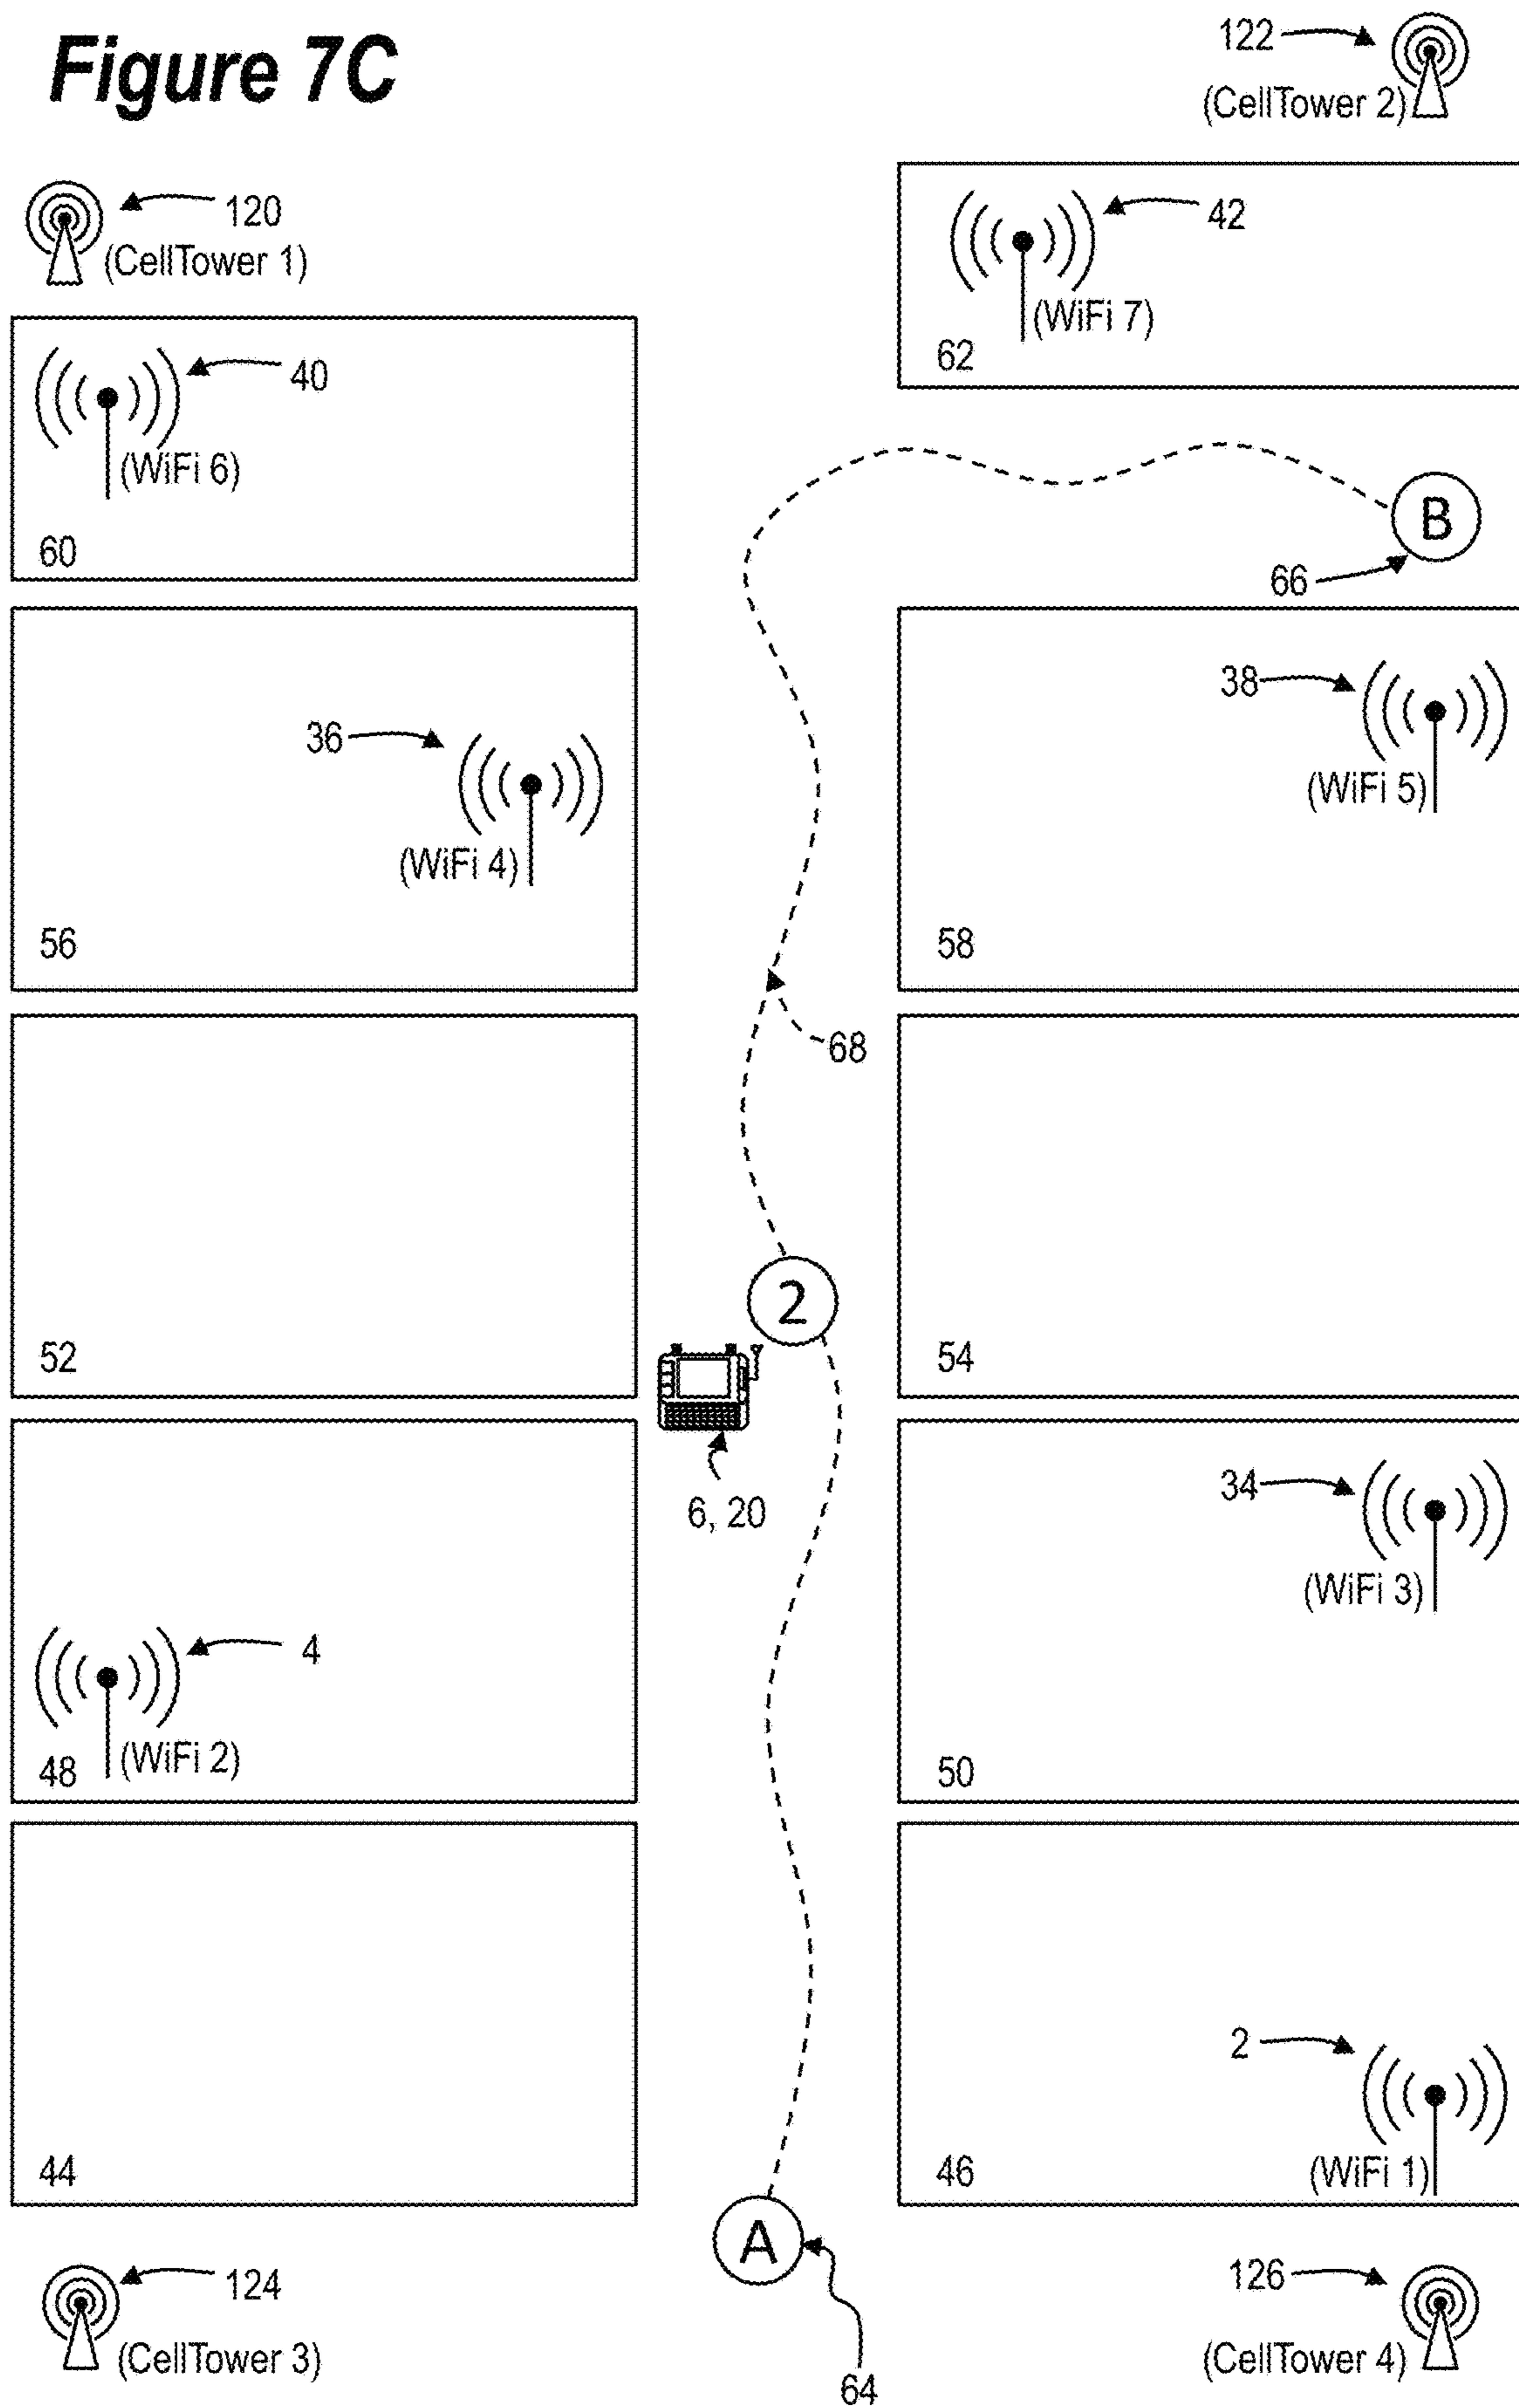 Figure 7C
122
(CellTower 2)
120
(CellTower 1)
42
(WiFi 7)
62
40
(WiFi 6)
60
B
66
38
(WiFi 5)
36
(WiFi 4)
56
58
68
2
52
54
6, 20
34
(WiFi 3)
4
(WiFi 2)
48
50
2
(WiFi 1)
44
46
A
124
(CellTower 3)
126
(CellTower 4)
64